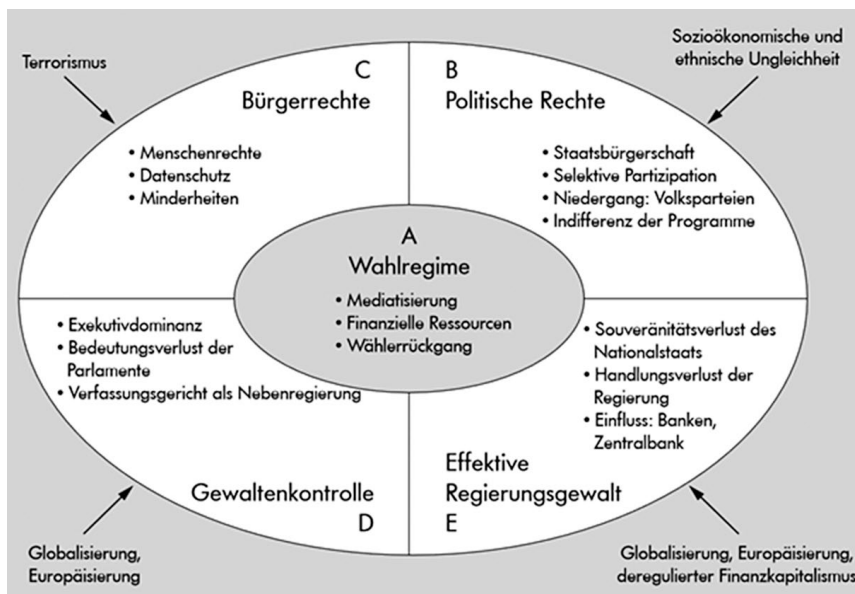 Terrorismus
Sozioökonomische und
ethnische Ungleichheit
C
Bürgerrechte
• Menschenrechte
• Datenschutz
• Minderheiten
B
Politische Rechte
• Staatsbürgerschaft
• Selektive Partizipation
• Niedergang: Volksparteien
• Indifferenz der Programme
A
Wahlregime
• Mediatisierung
• Finanzielle Ressourcen
• Wählerrückgang
• Exekutivdominanz
• Bedeutungsverlust der
Parlamente
• Verfassungsgericht als Nebenregierung
Gewaltenkontrolle
D
• Souveränitätsverlust des
Nationalstaats
• Handlungsverlust der
Regierung
• Einfluss: Banken,
Zentralbank
Effektive
Regierungsgewalt
E
Globalisierung,
Europäisierung
Globalisierung, Europäisierung,
deregulierter Finanzkapitalismus